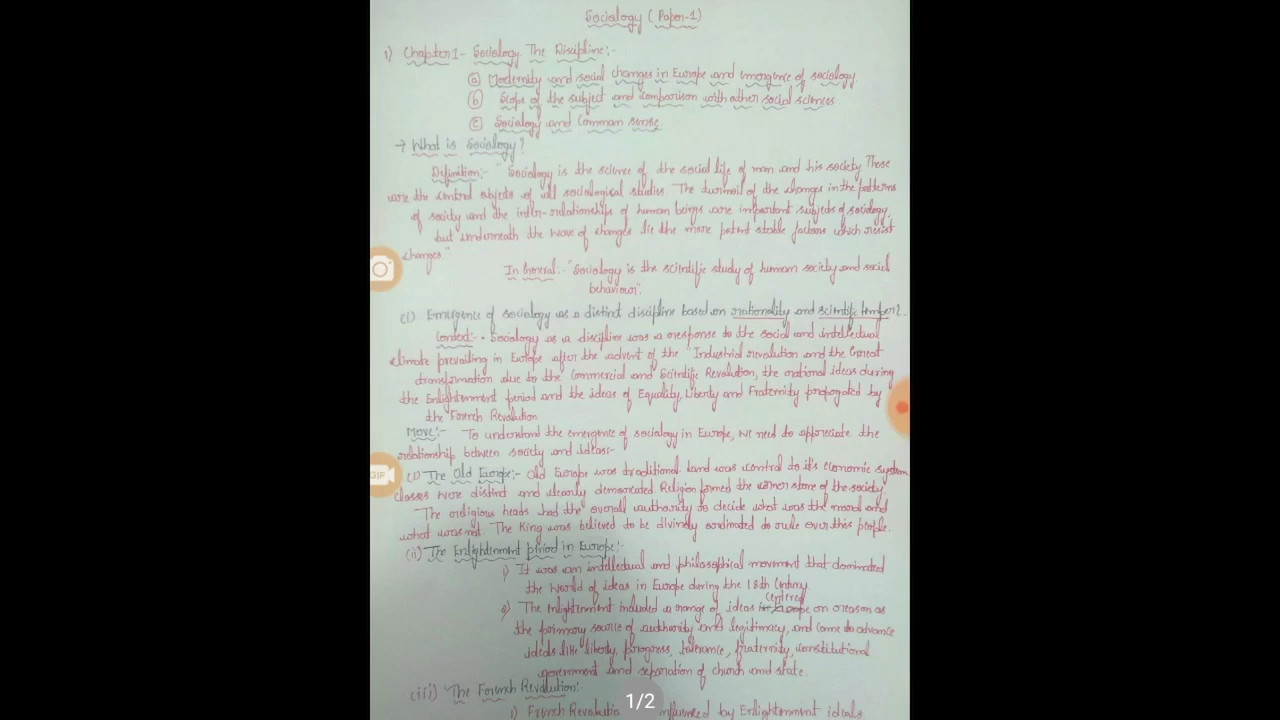 Sociology (Paper-1)
1) Chapter 1 - Sociology The Discipline:-
(a) Modernity and social changes in Europe and emergence of sociology.
(b) Scope of the subject and comparison with other social sciences.
(c) Sociology and Common sense.
→ What is Sociology?
Definition:- "Sociology is the science of the social life of man and his society These
are the central objects of all sociological studies. The turmoil of the changes in the patterns
of society and the inter-relationships of human beings are important subjects of sociology,
but underneath the wave of changes lie the more patent stable factors which resist
changes."
In General:- "Sociology is the scientific study of human society and social
behaviour".
(i) Emergence of sociology as a distinct discipline based on rationality and scientific temper?
Context:- • Sociology as a discipline was a response to the social and intellectual
climate prevailing in Europe after the advent of the "Industrial revolution and the Great
transformation due to the Commercial and Scientific Revolution, the rational ideas during
the Enlightenment period and the ideas of Equality, Liberty and Fraternity propogated by
the French Revolution
Move:- To understand the emergence of sociology in Europe, we need to appreciate the
relationship between society and ideas:-
(i) The Old Europe:- Old Europe was traditional Land was central to it's economic system
classes were distinct and clearly demarcated Religion formed the corner stone of the society.
The religious heads had the overall authority to decide what was the moral and
what was not. The King was believed to be divinely ordinated to rule over this people.
(ii) The Enlightenment period in Europe:-
i) It was an intellectual and philosophical movement that dominated
the world of ideas in Europe during the 18th Century
centered
ii) The Enlightenment included a range of ideas on reason as
the primary source of authority and legitimacy, and came to advance
ideals like liberty, progress, tolerance, fraternity, constitutional
government and separation of church and state.
(iii) The French Revolution:-
i) French Revolutio influenced by Enlightenment ideals
1/2
GIF